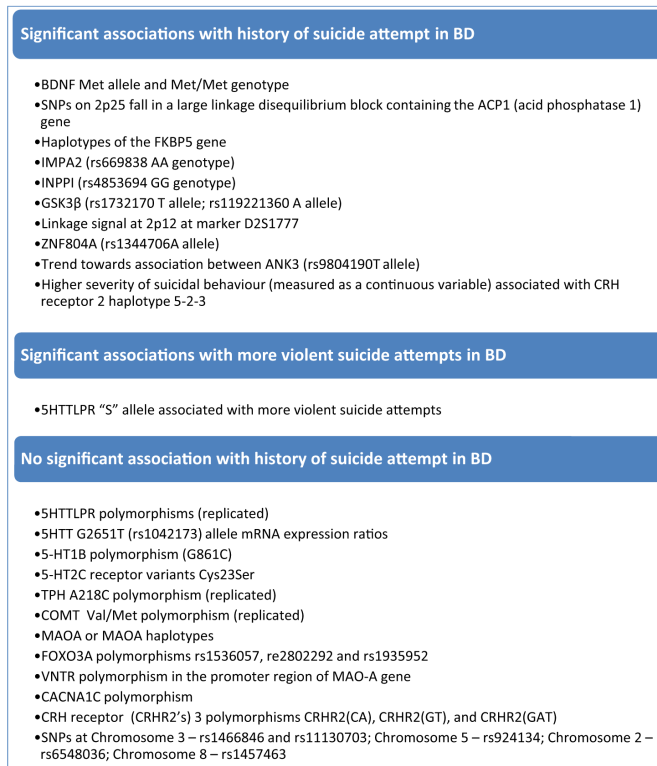 Significant associations with history of suicide attempt in BD
•BDNF Met allele and Met/Met genotype
•SNPs on 2p25 fall in a large linkage disequilibrium block containing the ACP1 (acid phosphatase 1)
gene
•Haplotypes of the FKBP5 gene
•IMPA2 (rs669838 AA genotype)
•INPPI (rs4853694 GG genotype)
•GSK3β (rs1732170 T allele; rs119221360 A allele)
•Linkage signal at 2p12 at marker D2S1777
•ZNF804A (rs1344706A allele)
•Trend towards association between ANK3 (rs9804190T allele)
•Higher severity of suicidal behaviour (measured as a continuous variable) associated with CRH
receptor 2 haplotype 5-2-3
Significant associations with more violent suicide attempts in BD
•5HTTLPR “S” allele associated with more violent suicide attempts
No significant association with history of suicide attempt in BD
•5HTTLPR polymorphisms (replicated)
•5HTT G2651T (rs1042173) allele mRNA expression ratios
•5-HT1B polymorphism (G861C)
•5-HT2C receptor variants Cys23Ser
•TPH A218C polymorphism (replicated)
•COMT Val/Met polymorphism (replicated)
•MAOA or MAOA haplotypes
•FOXO3A polymorphisms rs1536057, re2802292 and rs1935952
•VNTR polymorphism in the promoter region of MAO-A gene
•CACNA1C polymorphism
•CRH receptor (CRHR2’s) 3 polymorphisms CRHR2(CA), CRHR2(GT), and CRHR2(GAT)
•SNPs at Chromosome 3 – rs1466846 and rs11130703; Chromosome 5 – rs924134; Chromosome 2 –
rs6548036; Chromosome 8 – rs1457463